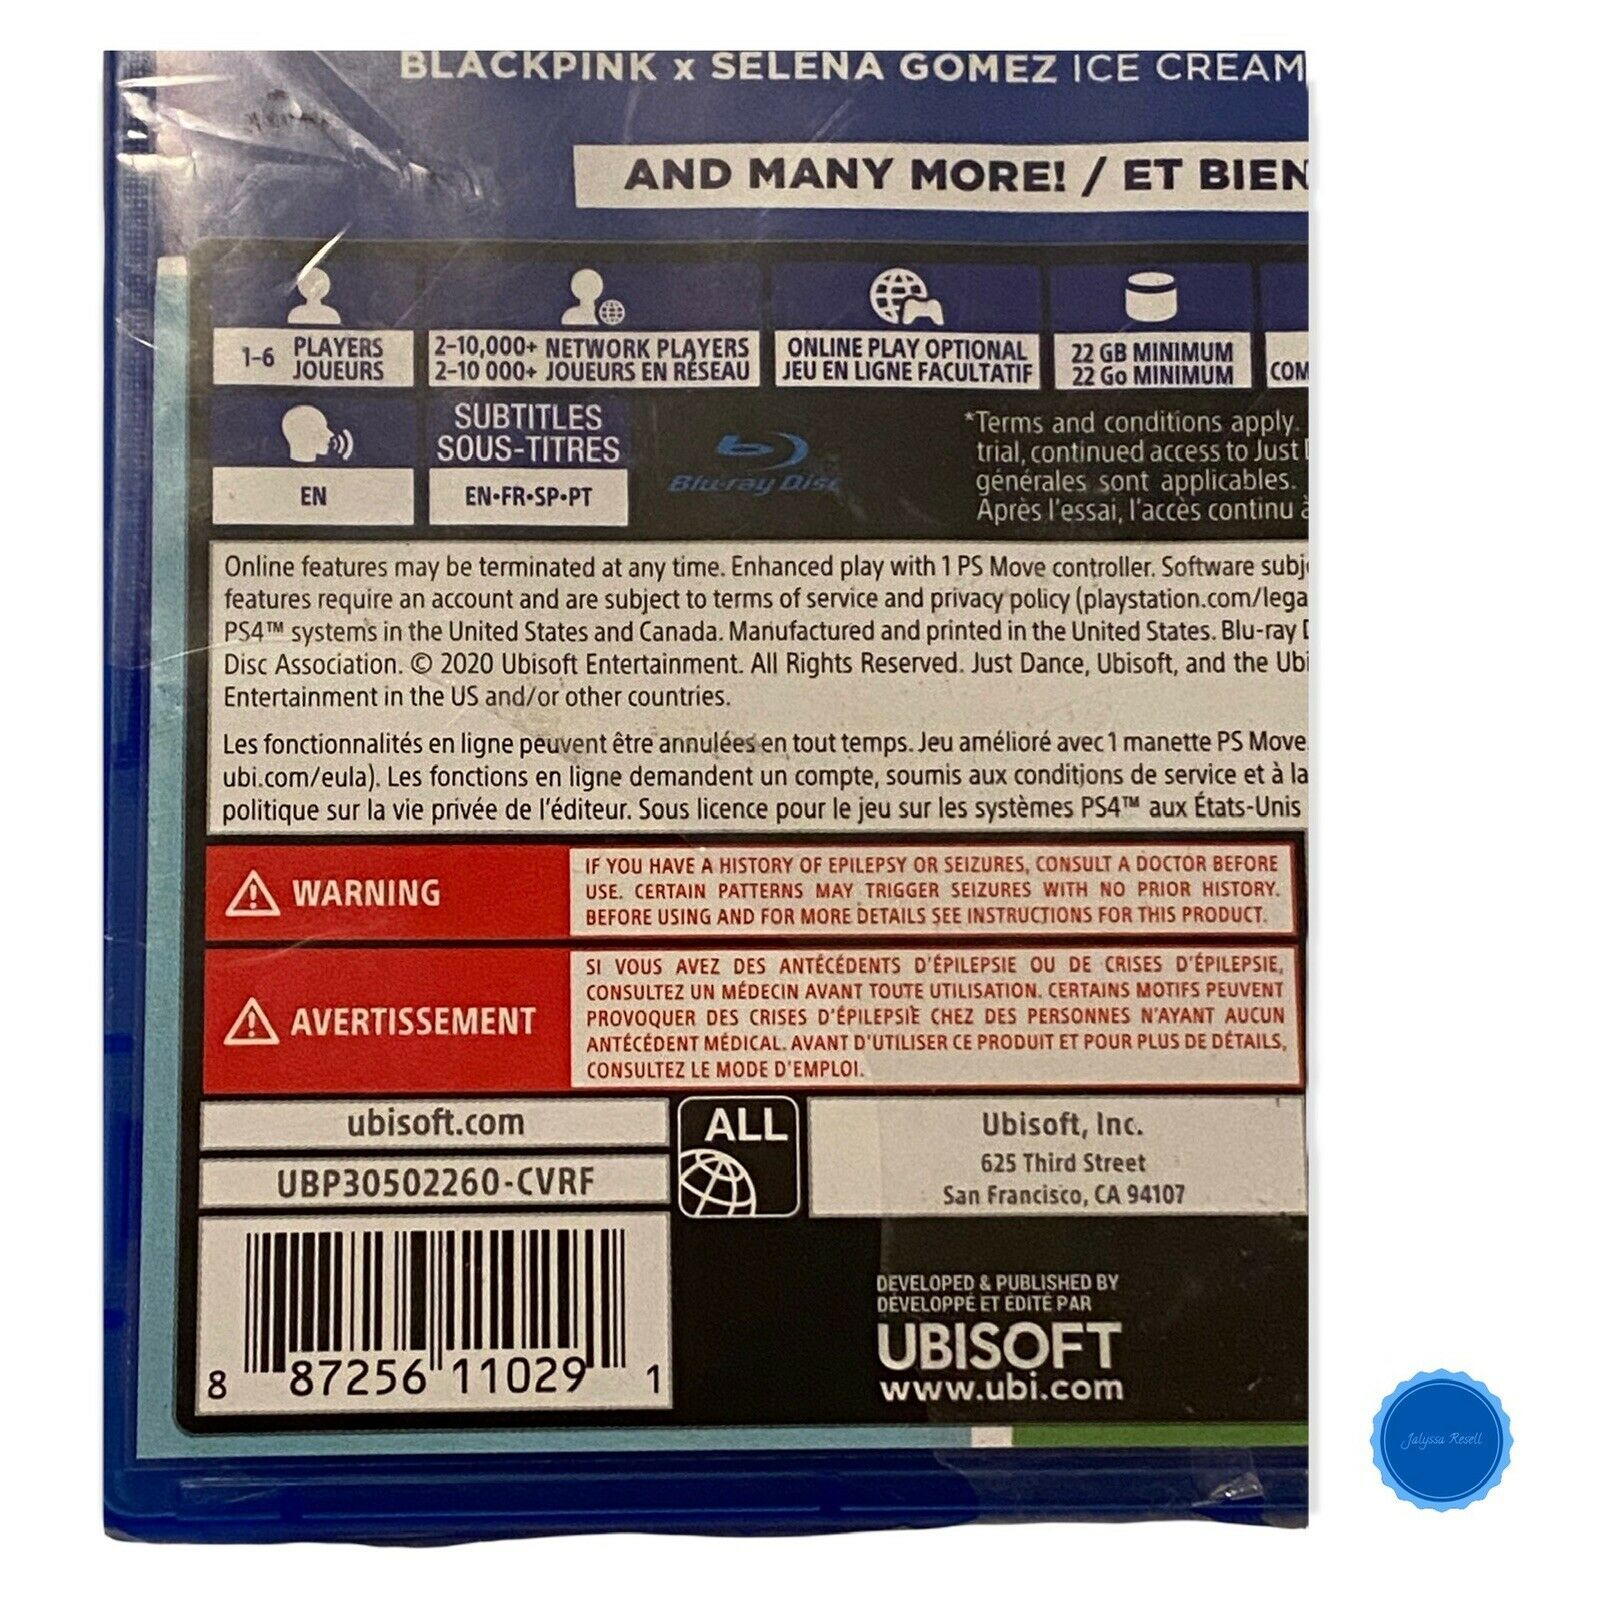 BLACKPINK x SELENA GOMEZ ICE CREAM
AND MANY MORE! / ET BIEN
1-6 PLAYERS
JOUEURS
2-10,000+ NETWORK PLAYERS
2-10 000+ JOUEURS EN RÉSEAU
ONLINE PLAY OPTIONAL
JEU EN LIGNE FACULTATIF
22 GB MINIMUM
22 Go MINIMUM
COM
EN
SUBTITLES
SOUS-TITRES
EN•FR•SP•PT
Blu-ray Disc
*Terms and conditions apply.
trial, continued access to Just
générales sont applicables.
Après l'essai, l'accès continu à
Online features may be terminated at any time. Enhanced play with 1 PS Move controller. Software subj
features require an account and are subject to terms of service and privacy policy (playstation.com/lega
PS4™ systems in the United States and Canada. Manufactured and printed in the United States. Blu-ray
Disc Association. © 2020 Ubisoft Entertainment. All Rights Reserved. Just Dance, Ubisoft, and the Ubi
Entertainment in the US and/or other countries.
Les fonctionnalités en ligne peuvent être annulées en tout temps. Jeu amélioré avec 1 manette PS Move.
ubi.com/eula). Les fonctions en ligne demandent un compte, soumis aux conditions de service et à la
politique sur la vie privée de l'éditeur. Sous licence pour le jeu sur les systèmes PS4™ aux États-Unis
WARNING
IF YOU HAVE A HISTORY OF EPILEPSY OR SEIZURES, CONSULT A DOCTOR BEFORE
USE. CERTAIN PATTERNS MAY TRIGGER SEIZURES WITH NO PRIOR HISTORY.
BEFORE USING AND FOR MORE DETAILS SEE INSTRUCTIONS FOR THIS PRODUCT.
AVERTISSEMENT
SI VOUS AVEZ DES ANTÉCÉDENTS D'ÉPILEPSIE OU DE CRISES D'ÉPILEPSIE,
CONSULTEZ UN MÉDECIN AVANT TOUTE UTILISATION. CERTAINS MOTIFS PEUVENT
PROVOQUER DES CRISES D'ÉPILEPSIE CHEZ DES PERSONNES N'AYANT AUCUN
ANTÉCÉDENT MÉDICAL. AVANT D'UTILISER CE PRODUIT ET POUR PLUS DE DÉTAILS,
CONSULTEZ LE MODE D'EMPLOI.
ubisoft.com
UBP30502260-CVRF
ALL
Ubisoft, Inc.
625 Third Street
San Francisco, CA 94107
8 87256 11029 1
DEVELOPED & PUBLISHED BY
DÉVELOPPÉ ET ÉDITÉ PAR
UBISOFT
www.ubi.com
Jalyssa Resell